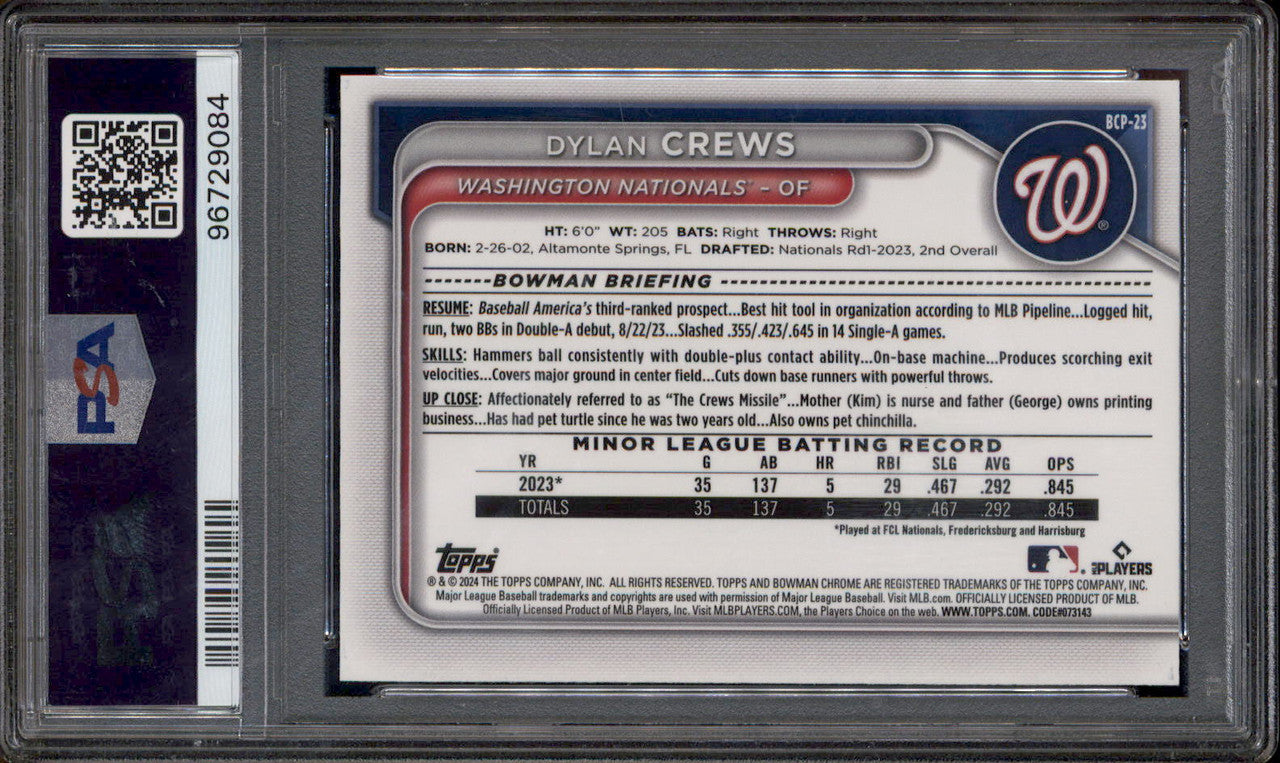 96729084
PSA
BCP-23
DYLAN CREWS
WASHINGTON NATIONALS - OF
W ®
HT: 6'0" WT: 205 BATS: Right THROWS: Right
BORN: 2-26-02, Altamonte Springs, FL DRAFTED: Nationals Rd1-2023, 2nd Overall
BOWMAN BRIEFING
RESUME: Baseball America's third-ranked prospect...Best hit tool in organization according to MLB Pipeline...Logged hit,
run, two BBs in Double-A debut, 8/22/23...Slashed .355/.423/.645 in 14 Single-A games.
SKILLS: Hammers ball consistently with double-plus contact ability...On-base machine...Produces scorching exit
velocities...Covers major ground in center field...Cuts down base runners with powerful throws.
UP CLOSE: Affectionately referred to as "The Crews Missile"...Mother (Kim) is nurse and father (George) owns printing
business...Has had pet turtle since he was two years old...Also owns pet chinchilla.
MINOR LEAGUE BATTING RECORD
YR G AB HR RBI SLG AVG OPS
2023* 35 137 5 29 .467 .292 .845
TOTALS 35 137 5 29 .467 .292 .845
*Played at FCL Nationals, Fredericksburg and Harrisburg
Topps
MLB PLAYERS
® & © 2024 THE TOPPS COMPANY, INC. ALL RIGHTS RESERVED. TOPPS AND BOWMAN CHROME ARE REGISTERED TRADEMARKS OF THE TOPPS COMPANY, INC.
Major League Baseball trademarks and copyrights are used with permission of Major League Baseball. Visit MLB.com. OFFICIALLY LICENSED PRODUCT OF MLB.
Officially Licensed Product of MLB Players, Inc. Visit MLBPLAYERS.COM, the Players Choice on the web. WWW.TOPPS.COM. CODE#073143